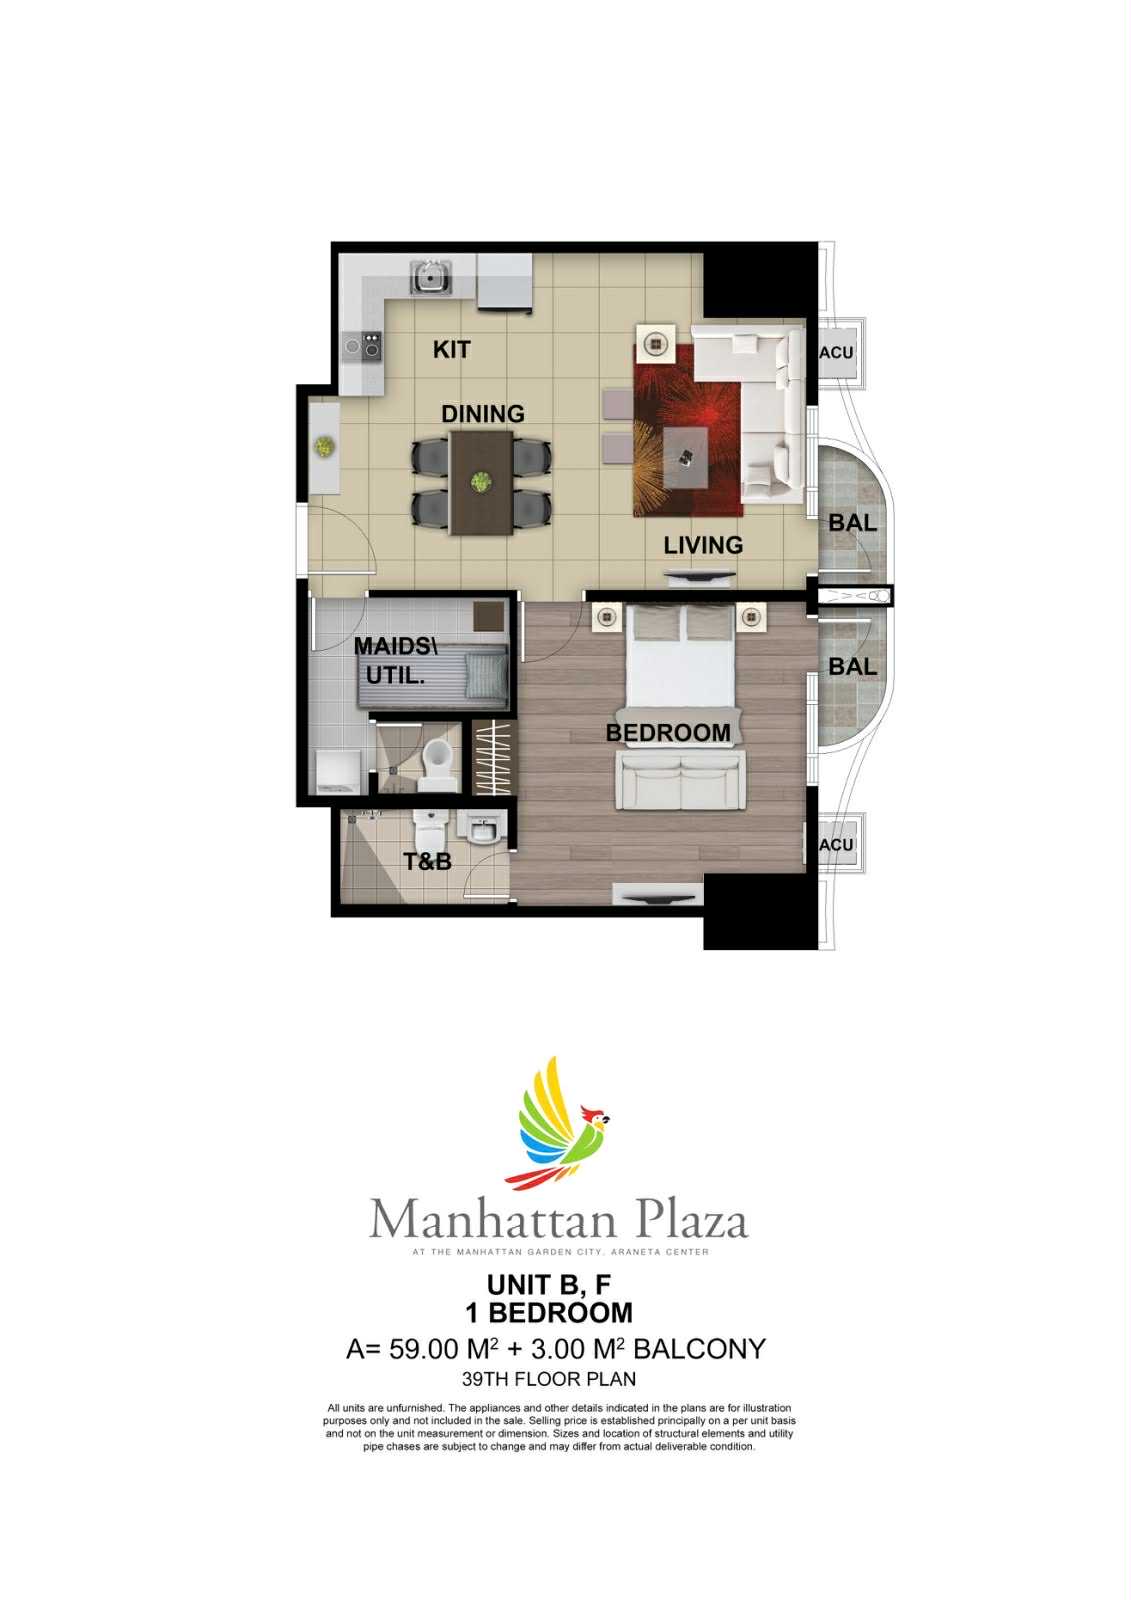 ACU
KIT
DINING
BAL
LIVING
MAIDS\
UTIL.
BAL
BEDROOM
ACU
T&B
Manhattan Plaza
AT THE MANHATTAN GARDEN CITY, ARANETA CENTER
UNIT B, F
1 BEDROOM
A= 59.00 M² + 3.00 M² BALCONY
39TH FLOOR PLAN
All units are unfurnished. The appliances and other details indicated in the plans are for illustration
purposes only and not included in the sale. Selling price is established principally on a per unit basis
and not on the unit measurement or dimension. Sizes and location of structural elements and utility
pipe chases are subject to change and may differ from actual deliverable condition.